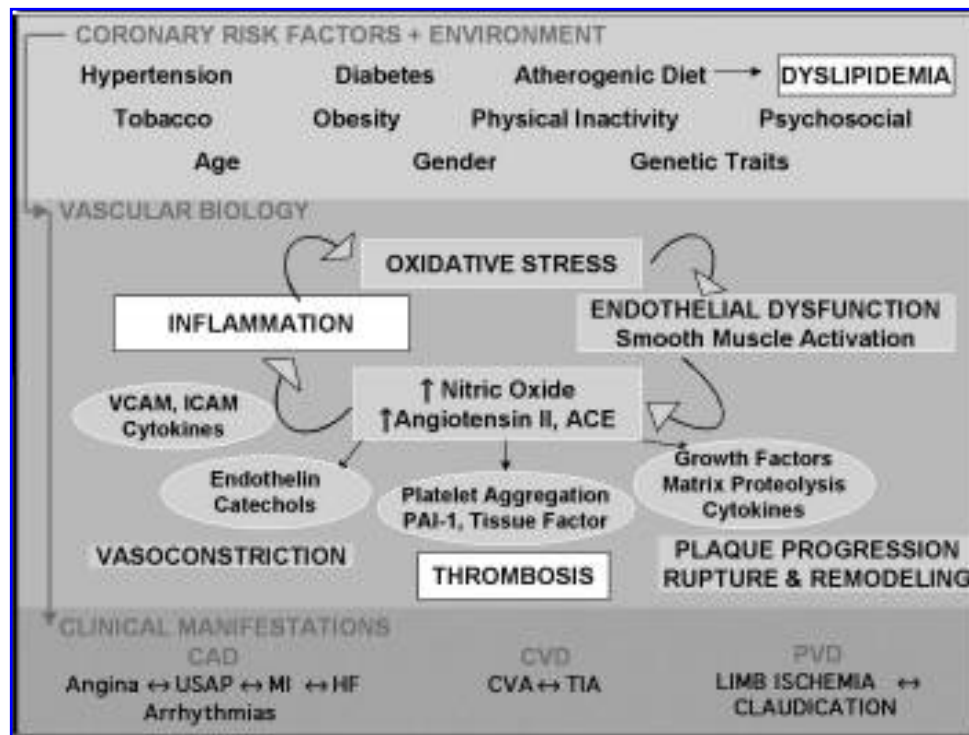 CORONARY RISK FACTORS + ENVIRONMENT
Hypertension Diabetes Atherogenic Diet → DYSLIPIDEMIA
Tobacco Obesity Physical Inactivity Psychosocial
Age Gender Genetic Traits
VASCULAR BIOLOGY
OXIDATIVE STRESS
INFLAMMATION
ENDOTHELIAL DYSFUNCTION
Smooth Muscle Activation
↑ Nitric Oxide
↑Angiotensin II, ACE
VCAM, ICAM
Cytokines
Endothelin
Catechols
Platelet Aggregation
PAI-1, Tissue Factor
Growth Factors
Matrix Proteolysis
Cytokines
VASOCONSTRICTION
THROMBOSIS
PLAQUE PROGRESSION
RUPTURE & REMODELING
CLINICAL MANIFESTATIONS
CAD
Angina ↔ USAP ↔ MI ↔ HF
Arrhythmias
CVD
CVA ↔ TIA
PVD
LIMB ISCHEMIA ↔
CLAUDICATION